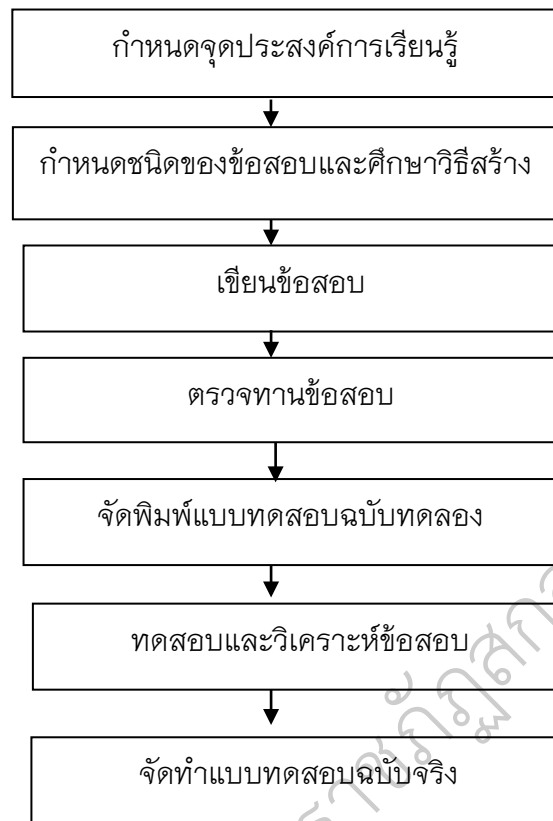 กำหนดจุดประสงค์การเรียนรู้
กำหนดชนิดของข้อสอบและศึกษาวิธีสร้าง
เขียนข้อสอบ
ตรวจทานข้อสอบ
จัดพิมพ์แบบทดสอบฉบับทดลอง
ทดสอบและวิเคราะห์ข้อสอบ
จัดทำแบบทดสอบฉบับจริง